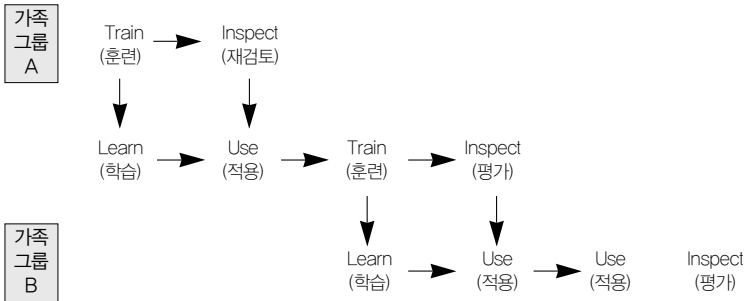 가족
그룹
A
Train
(훈련)
Inspect
(재검토)
Learn
(학습)
Use
(적용)
Train
(훈련)
Inspect
(평가)
가족
그룹
B
Learn
(학습)
Use
(적용)
Use
(적용)
Inspect
(평가)